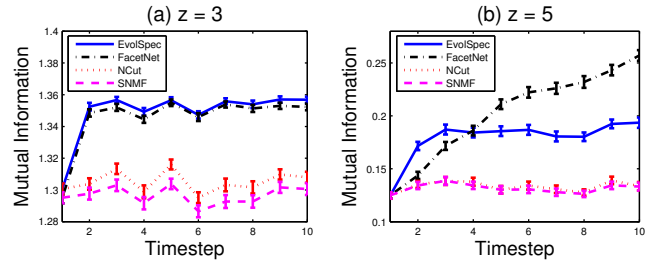 (a) z = 3
1.4
1.38
1.36
1.34
1.32
1.3
1.28
Mutual Information
EvolSpec
FacetNet
NCut
SNMF
2 4 6 8 10
Timestep
(b) z = 5
0.25
0.2
0.15
0.1
Mutual Information
EvolSpec
FacetNet
NCut
SNMF
2 4 6 8 10
Timestep